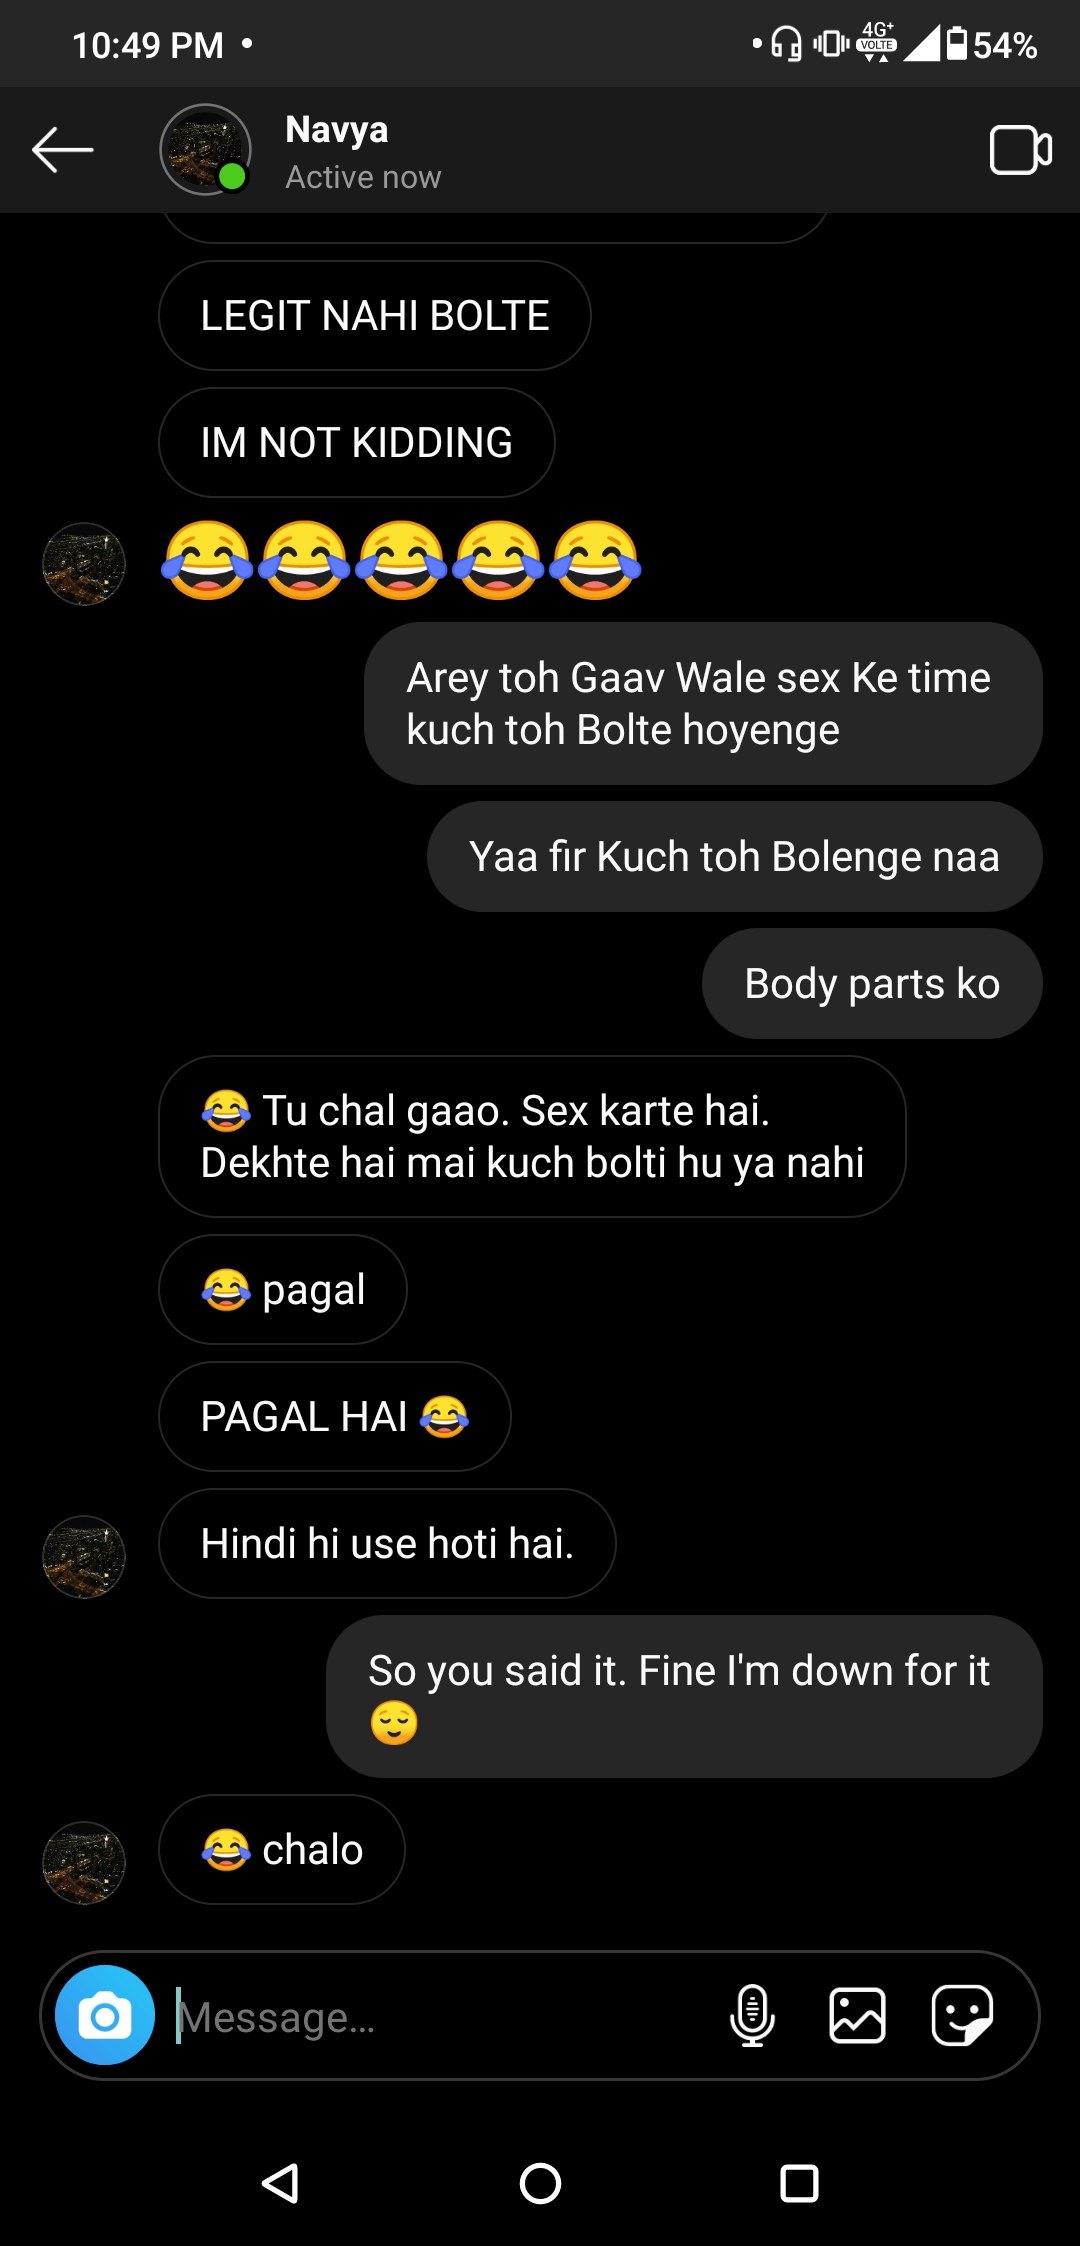 10:49 PM •
4G+
VOLTE
54%
Navya
Active now
LEGIT NAHI BOLTE
IM NOT KIDDING
😂😂😂😂😂
Arey toh Gaav Wale sex Ke time
kuch toh Bolte hoyenge
Yaa fir Kuch toh Bolenge naa
Body parts ko
😂 Tu chal gaao. Sex karte hai.
Dekhte hai mai kuch bolti hu ya nahi
😂 pagal
PAGAL HAI 😂
Hindi hi use hoti hai.
So you said it. Fine I'm down for it
😌
😂 chalo
Message...